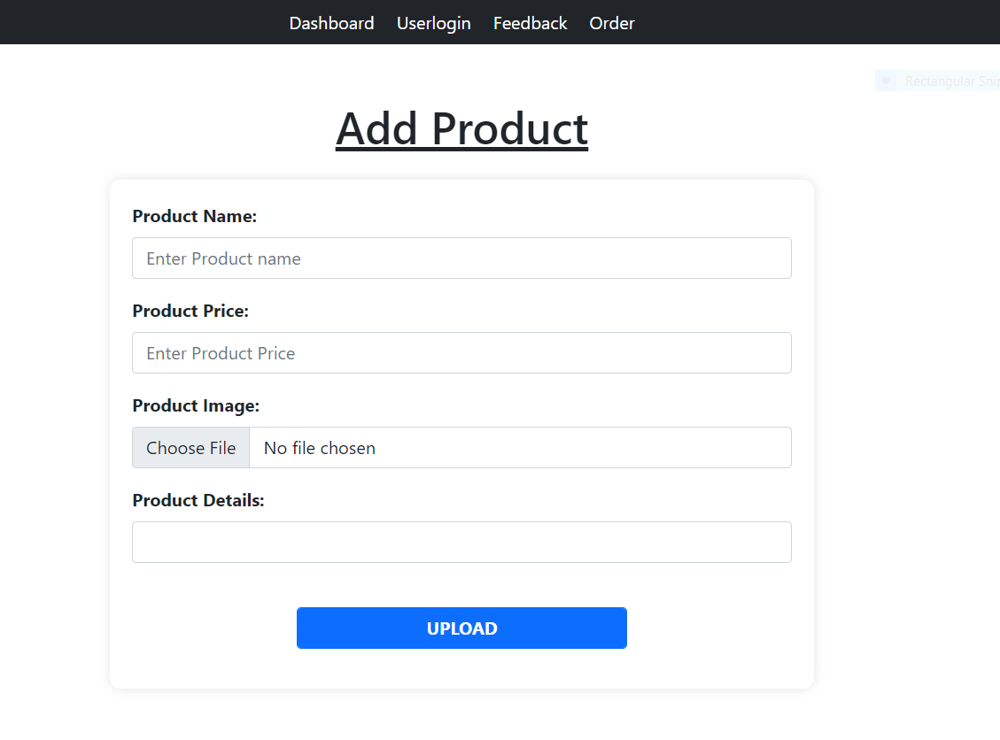 Dashboard Userlogin Feedback Order
Rectangular
Add Product
Product Name:
Enter Product name
Product Price:
Enter Product Price
Product Image:
Choose File No file chosen
Product Details:
UPLOAD